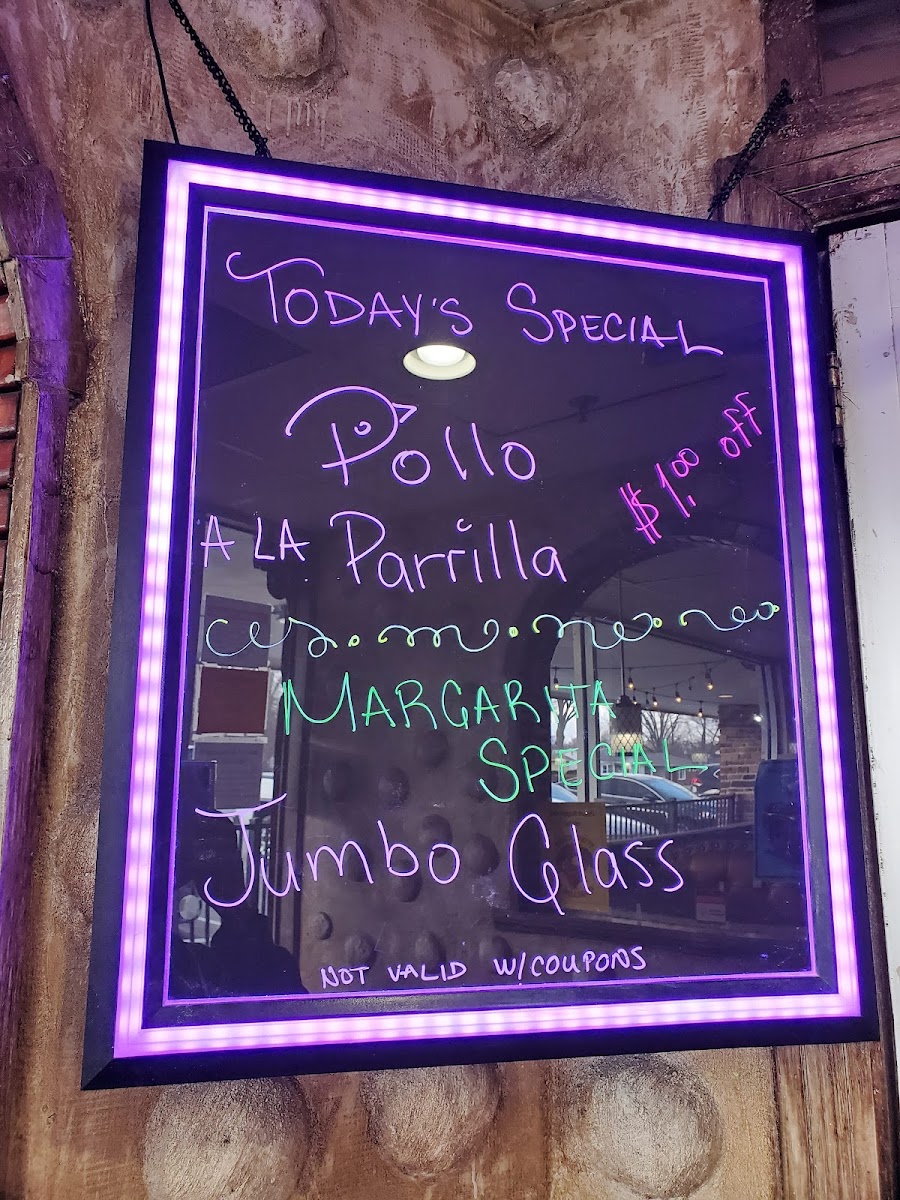 TODAY'S SPECIAL
Pollo
$1.00 off
A LA Parrilla
MARGARITA
SPECIAL
Jumbo Glass
NOT VALID W/COUPONS